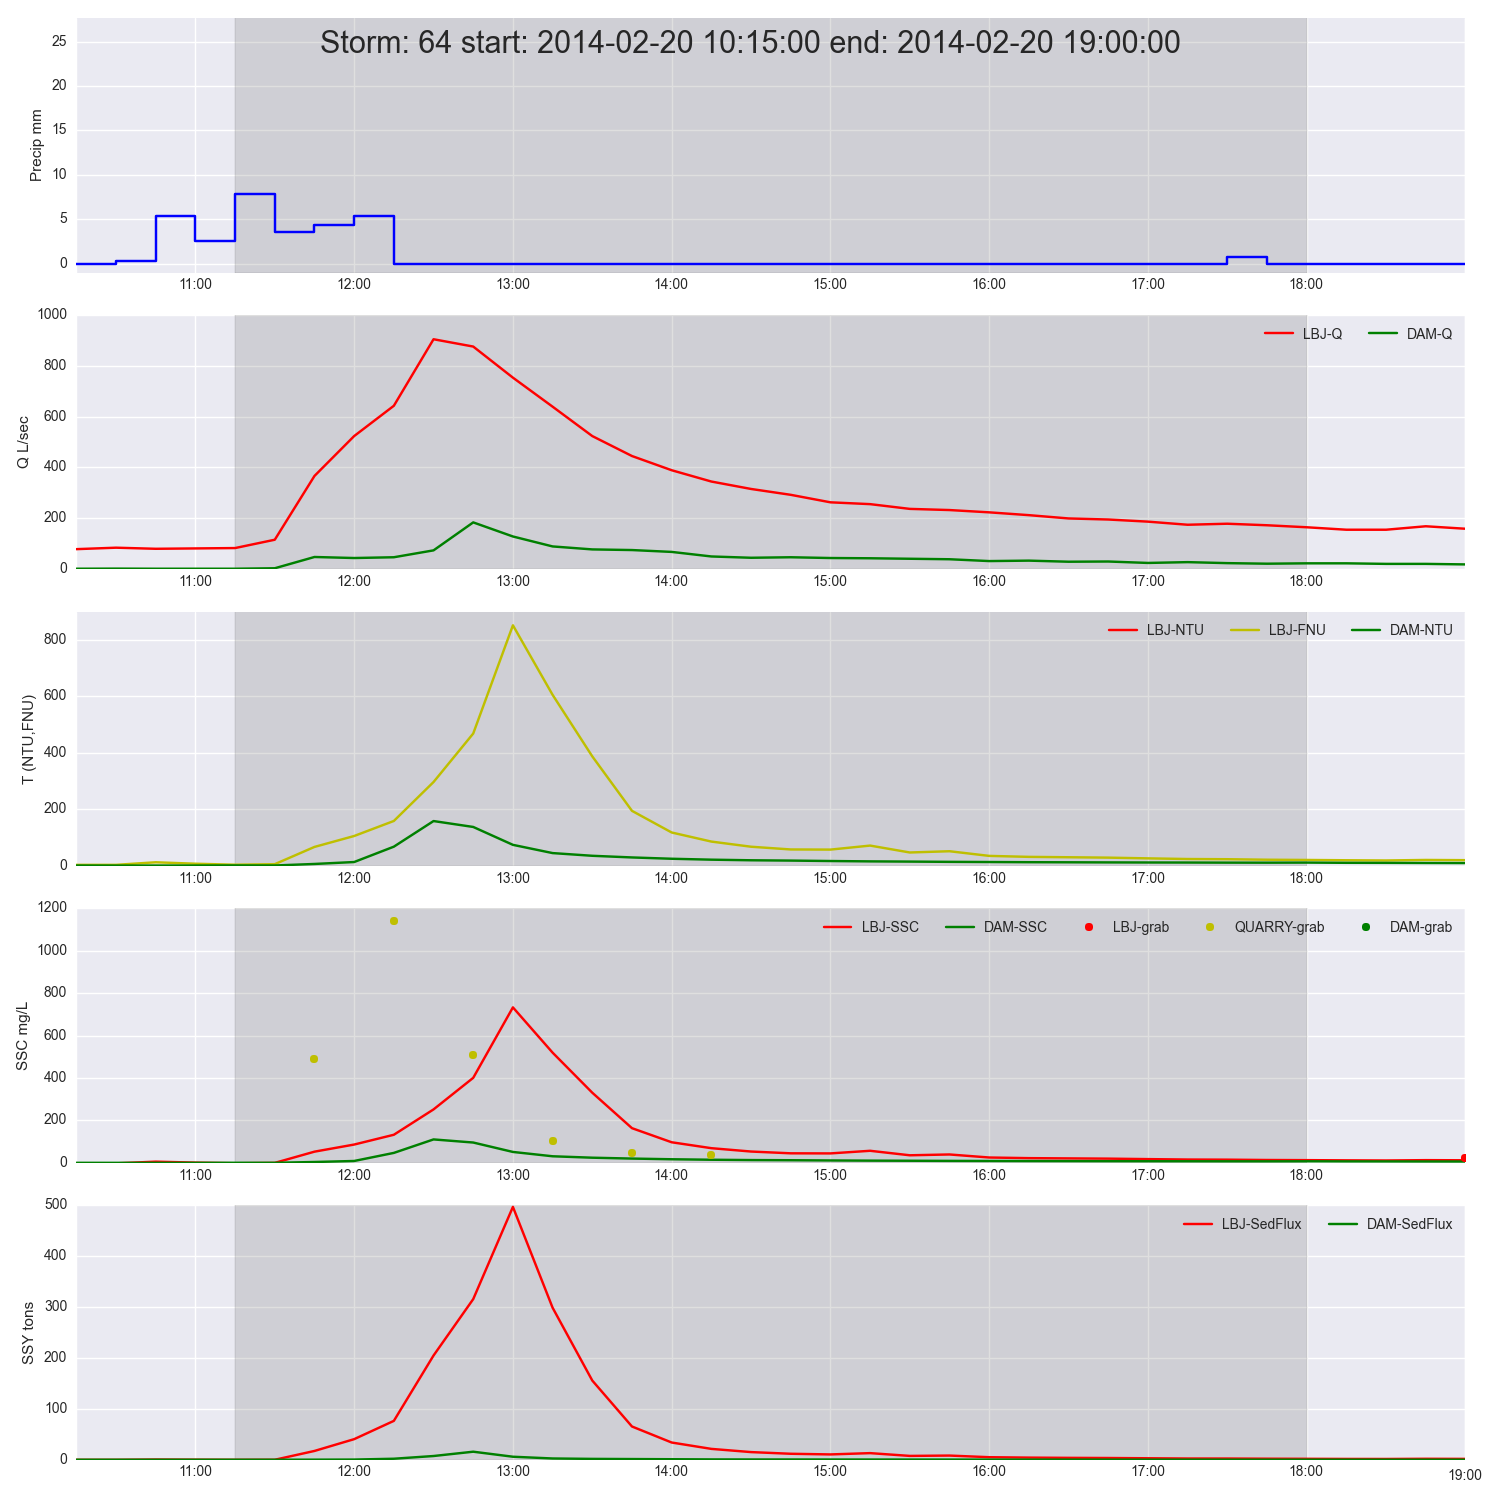 Storm: 64 start: 2014-02-20 10:15:00 end: 2014-02-20 19:00:00
Precip mm
25
20
15
10
5
0
11:00 12:00 13:00 14:00 15:00 16:00 17:00 18:00
Q L/sec
1000
800
600
400
200
0
LBJ-Q DAM-Q
11:00 12:00 13:00 14:00 15:00 16:00 17:00 18:00
T (NTU,FNU)
800
600
400
200
0
LBJ-NTU LBJ-FNU DAM-NTU
11:00 12:00 13:00 14:00 15:00 16:00 17:00 18:00
SSC mg/L
1200
1000
800
600
400
200
0
LBJ-SSC DAM-SSC LBJ-grab QUARRY-grab DAM-grab
11:00 12:00 13:00 14:00 15:00 16:00 17:00 18:00
SSY tons
500
400
300
200
100
0
LBJ-SedFlux DAM-SedFlux
11:00 12:00 13:00 14:00 15:00 16:00 17:00 18:00 19:00